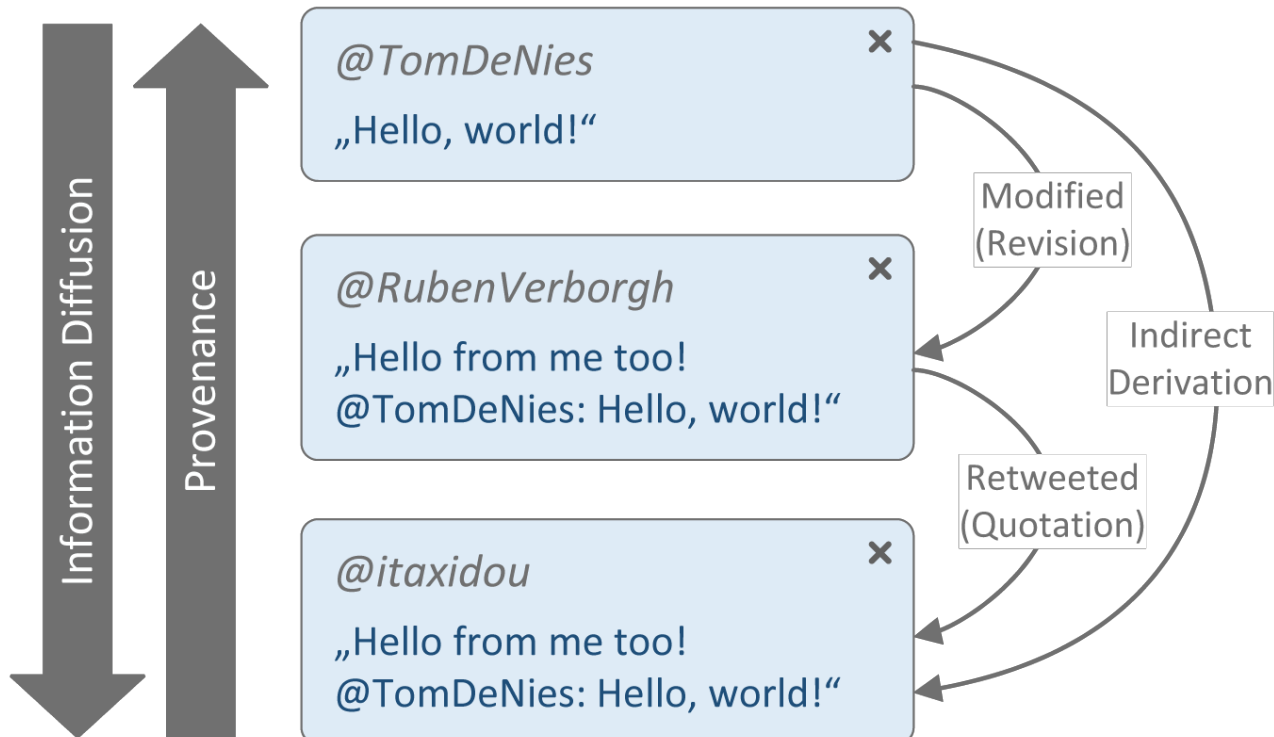 Information Diffusion
Provenance
@TomDeNies
„Hello, world!“
@RubenVerborgh
„Hello from me too!
@TomDeNies: Hello, world!“
@itaxidou
„Hello from me too!
@TomDeNies: Hello, world!“
Modified
(Revision)
Indirect
Derivation
Retweeted
(Quotation)